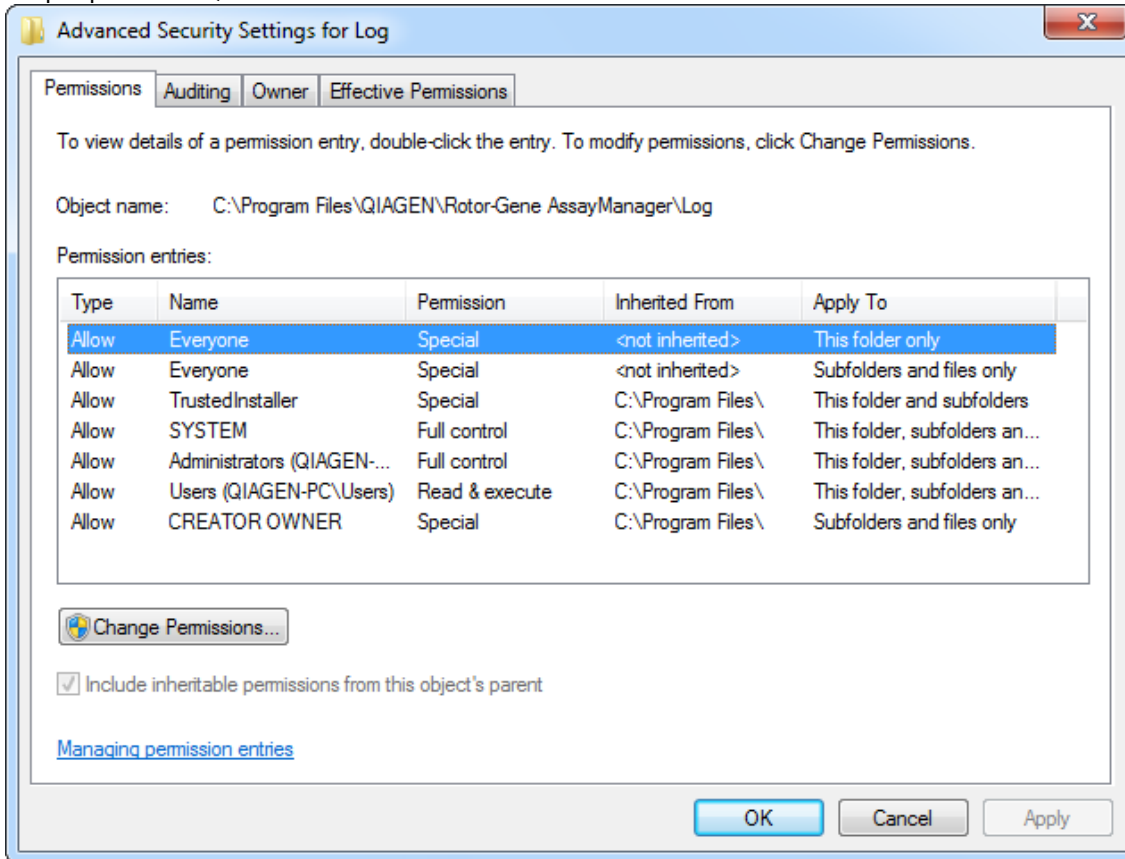 Advanced Security Settings for Log
Permissions Auditing Owner Effective Permissions
To view details of a permission entry, double-click the entry. To modify permissions, click Change Permissions.
Object name: C:\Program Files\QIAGEN\Rotor-Gene AssayManager\Log
Permission entries:
Type Name Permission Inherited From Apply To
Allow Everyone Special <not inherited> This folder only
Allow Everyone Special <not inherited> Subfolders and files only
Allow TrustedInstaller Special C:\Program Files\ This folder and subfolders
Allow SYSTEM Full control C:\Program Files\ This folder, subfolders an...
Allow Administrators (QIAGEN-... Full control C:\Program Files\ This folder, subfolders an...
Allow Users (QIAGEN-PC\Users) Read & execute C:\Program Files\ This folder, subfolders an...
Allow CREATOR OWNER Special C:\Program Files\ Subfolders and files only
Change Permissions...
Include inheritable permissions from this object's parent
Managing permission entries
OK Cancel Apply